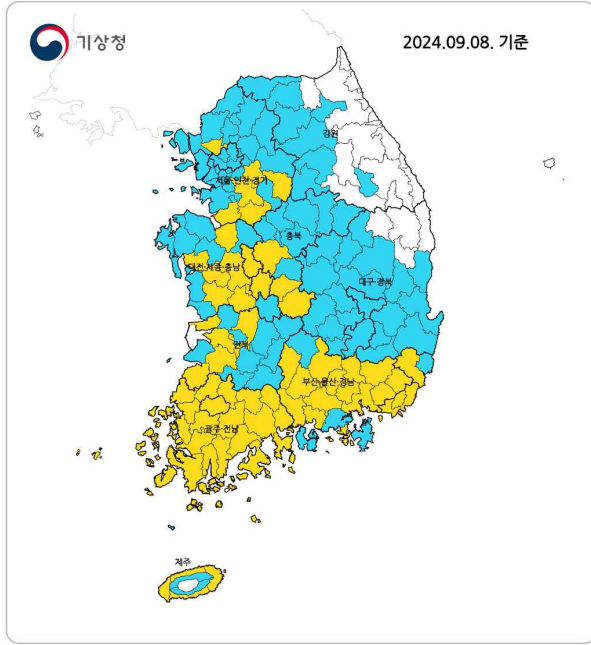 기상청
2024.09.08. 기준
강원
서울·인천·경기
충북
대전·세종·충남
대구·경북
전북
부산·울산·경남
광주·전남
제주